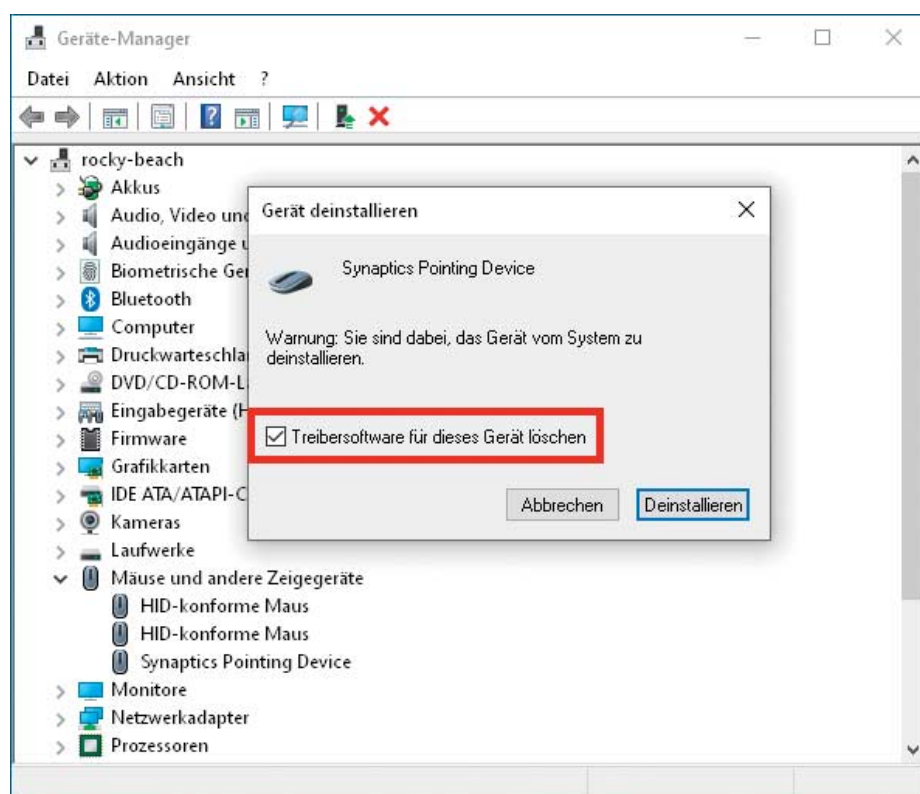 Geräte-Manager
Datei Aktion Ansicht ?
rocky-beach
Akkus
Audio, Video und
Audioeingänge u
Biometrische Ger
Bluetooth
Computer
Druckwarteschla
DVD/CD-ROM-L
Eingabegeräte (H
Firmware
Grafikkarten
IDE ATA/ATAPI-C
Kameras
Laufwerke
Mäuse und andere Zeigegeräte
HID-konforme Maus
HID-konforme Maus
Synaptics Pointing Device
Monitore
Netzwerkadapter
Prozessoren
Gerät deinstallieren
Synaptics Pointing Device
Warnung: Sie sind dabei, das Gerät vom System zu
deinstallieren.
Treibersoftware für dieses Gerät löschen
Abbrechen Deinstallieren